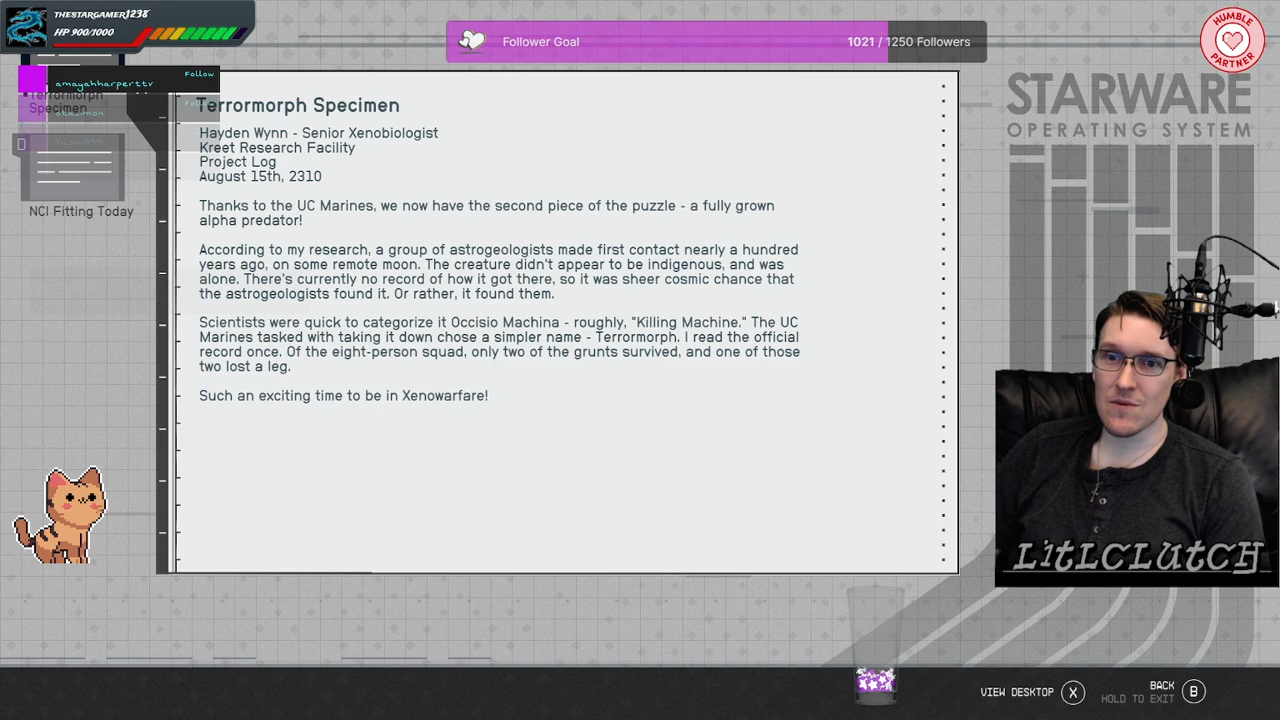 THESTARGAMER1238
HP 900/1000
Follower Goal
1021 / 1250 Followers
HUMBLE
PARTNER
Follow
amayahharperttv
Terrormorph
Specimen
NCI Fitting Today
STARWARE
OPERATING SYSTEM
Terrormorph Specimen
Hayden Wynn - Senior Xenobiologist
Kreet Research Facility
Project Log
August 15th, 2310
Thanks to the UC Marines, we now have the second piece of the puzzle - a fully grown
alpha predator!
According to my research, a group of astrogeologists made first contact nearly a hundred
years ago, on some remote moon. The creature didn't appear to be indigenous, and was
alone. There's currently no record of how it got there, so it was sheer cosmic chance that
the astrogeologists found it. Or rather, it found them.
Scientists were quick to categorize it Occisio Machina - roughly, "Killing Machine." The UC
Marines tasked with taking it down chose a simpler name - Terrormorph. I read the official
record once. Of the eight-person squad, only two of the grunts survived, and one of those
two lost a leg.
Such an exciting time to be in Xenowarfare!
LitlClutch
VIEW DESKTOP X
BACK B
HOLD TO EXIT